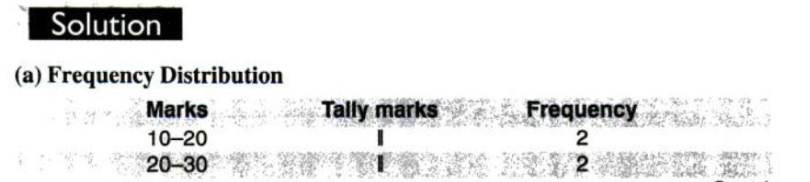 Solution
(a) Frequency Distribution
Marks Tally marks Frequency
10–20 || 2
20–30 || 2